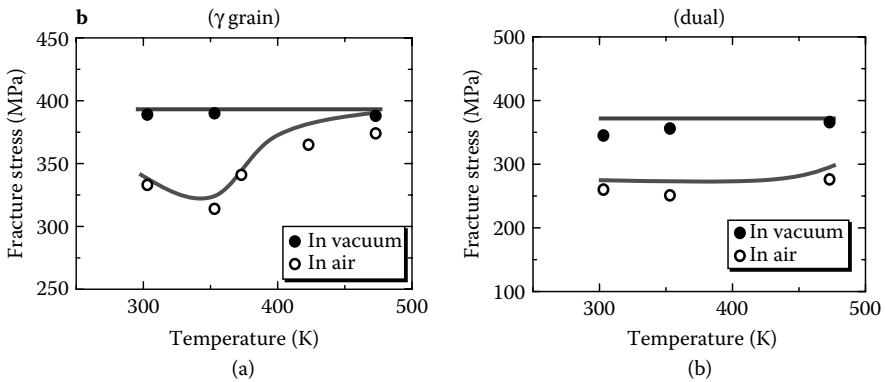 b
(γ grain)
450
400
350
300
250
Fracture stress (MPa)
In vacuum
In air
300
400
500
Temperature (K)
(a)
(dual)
500
400
300
200
100
Fracture stress (MPa)
In vacuum
In air
300
400
500
Temperature (K)
(b)